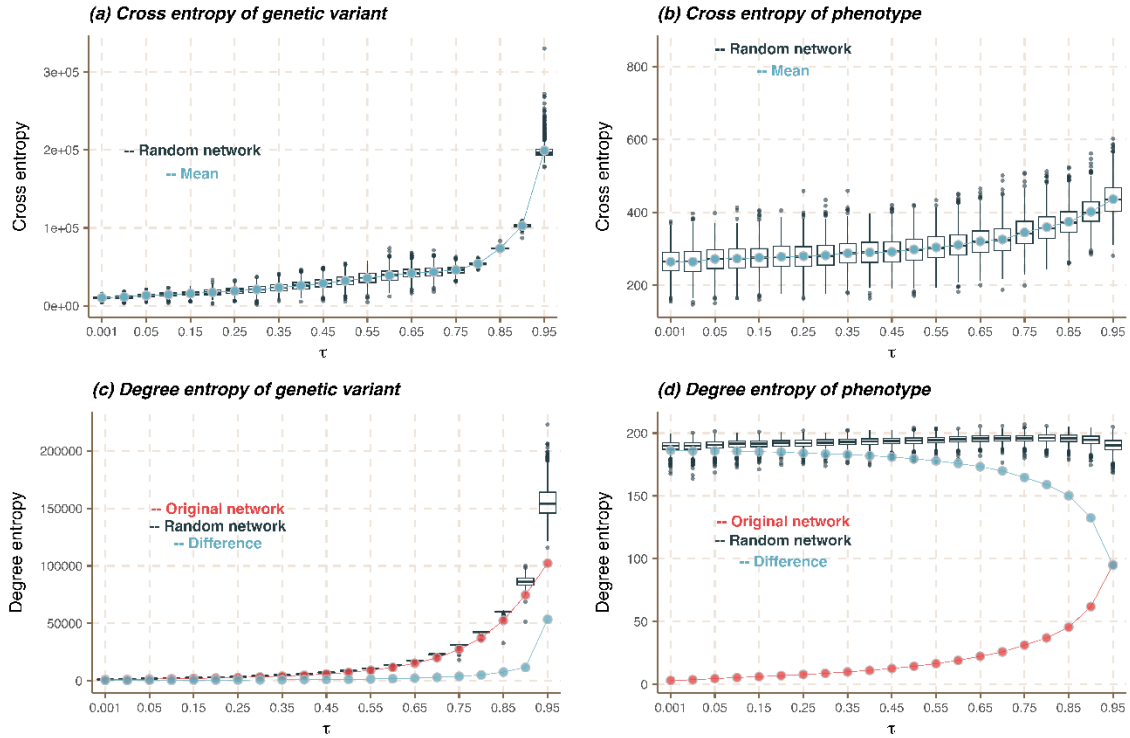 (a) Cross entropy of genetic variant
Cross entropy
3e+05
2e+05
1e+05
0e+00
-- Random network
-- Mean
0.001 0.05 0.15 0.25 0.35 0.45 0.55 0.65 0.75 0.85 0.95
τ
(b) Cross entropy of phenotype
Cross entropy
800
600
400
200
-- Random network
-- Mean
0.001 0.05 0.15 0.25 0.35 0.45 0.55 0.65 0.75 0.85 0.95
τ
(c) Degree entropy of genetic variant
Degree entropy
200000
150000
100000
50000
0
-- Original network
-- Random network
-- Difference
0.001 0.05 0.15 0.25 0.35 0.45 0.55 0.65 0.75 0.85 0.95
τ
(d) Degree entropy of phenotype
Degree entropy
200
150
100
50
0
-- Original network
-- Random network
-- Difference
0.001 0.05 0.15 0.25 0.35 0.45 0.55 0.65 0.75 0.85 0.95
τ